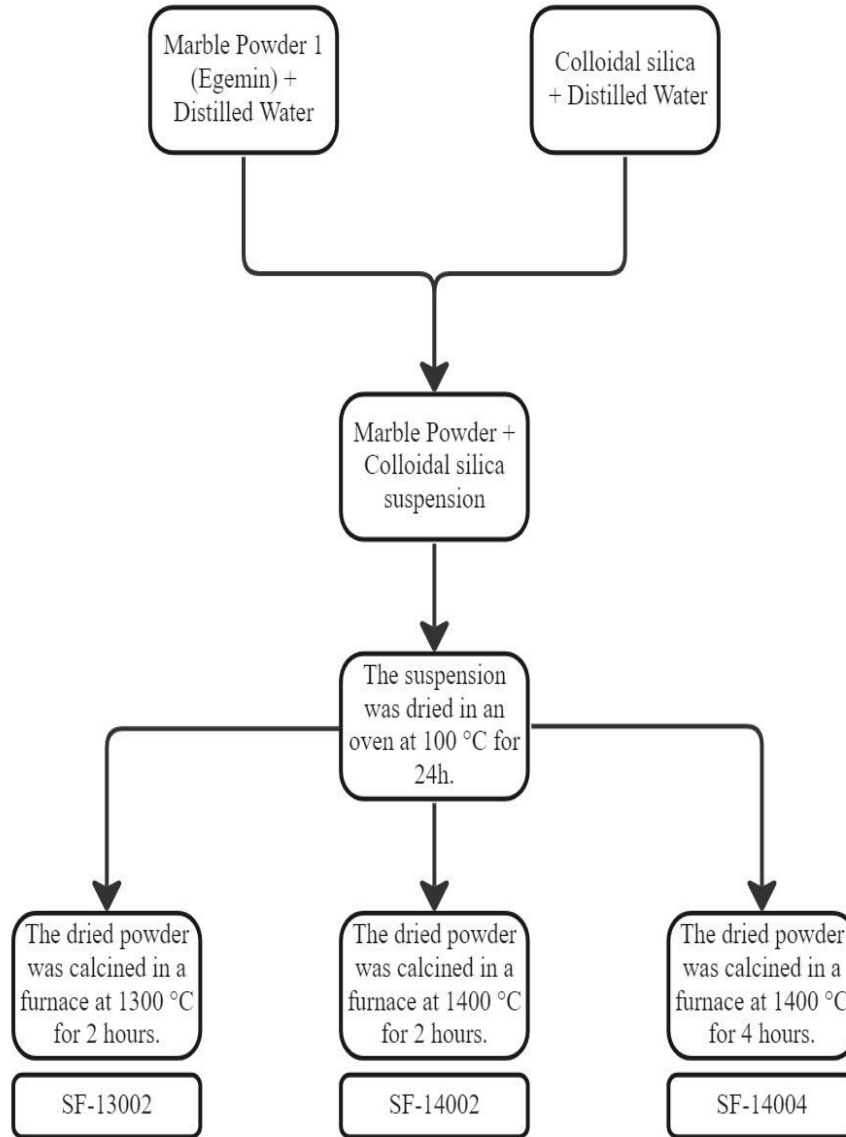 Marble Powder 1
(Egemin) +
Distilled Water
Colloidal silica
+ Distilled Water
Marble Powder +
Colloidal silica
suspension
The suspension
was dried in an
oven at 100 °C for
24h.
The dried powder
was calcined in a
furnace at 1300 °C
for 2 hours.
The dried powder
was calcined in a
furnace at 1400 °C
for 2 hours.
The dried powder
was calcined in a
furnace at 1400 °C
for 4 hours.
SF-13002
SF-14002
SF-14004